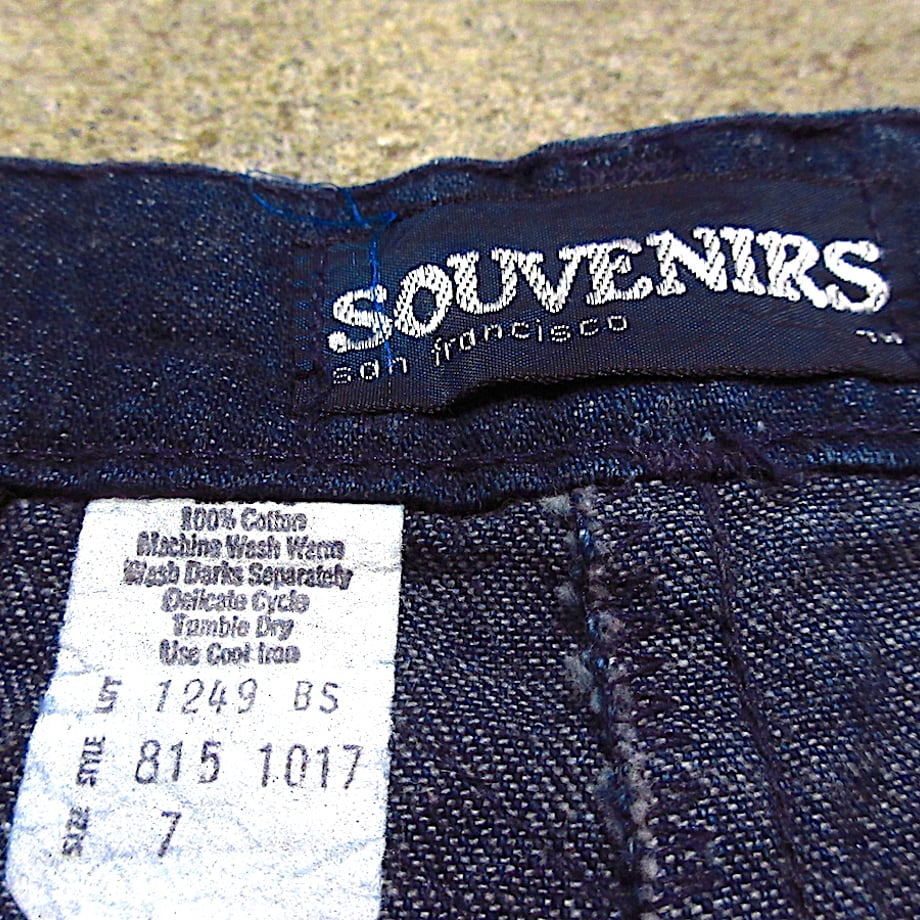 SOUVENIRS
san francisco
TM
100% Cotton
Machine Wash Warm
Wash Darks Separately
Delicate Cycle
Tumble Dry
Use Cool Iron
1249 BS
STYLE 815 1017
SIZE 7